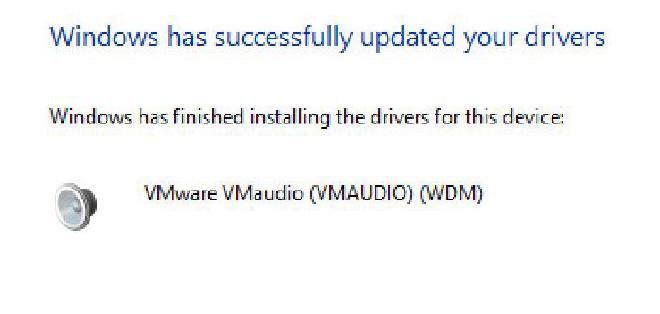 Windows has successfully updated your drivers
Windows has finished installing the drivers for this device:
VMware VMaudio (VMAUDIO) (WDM)